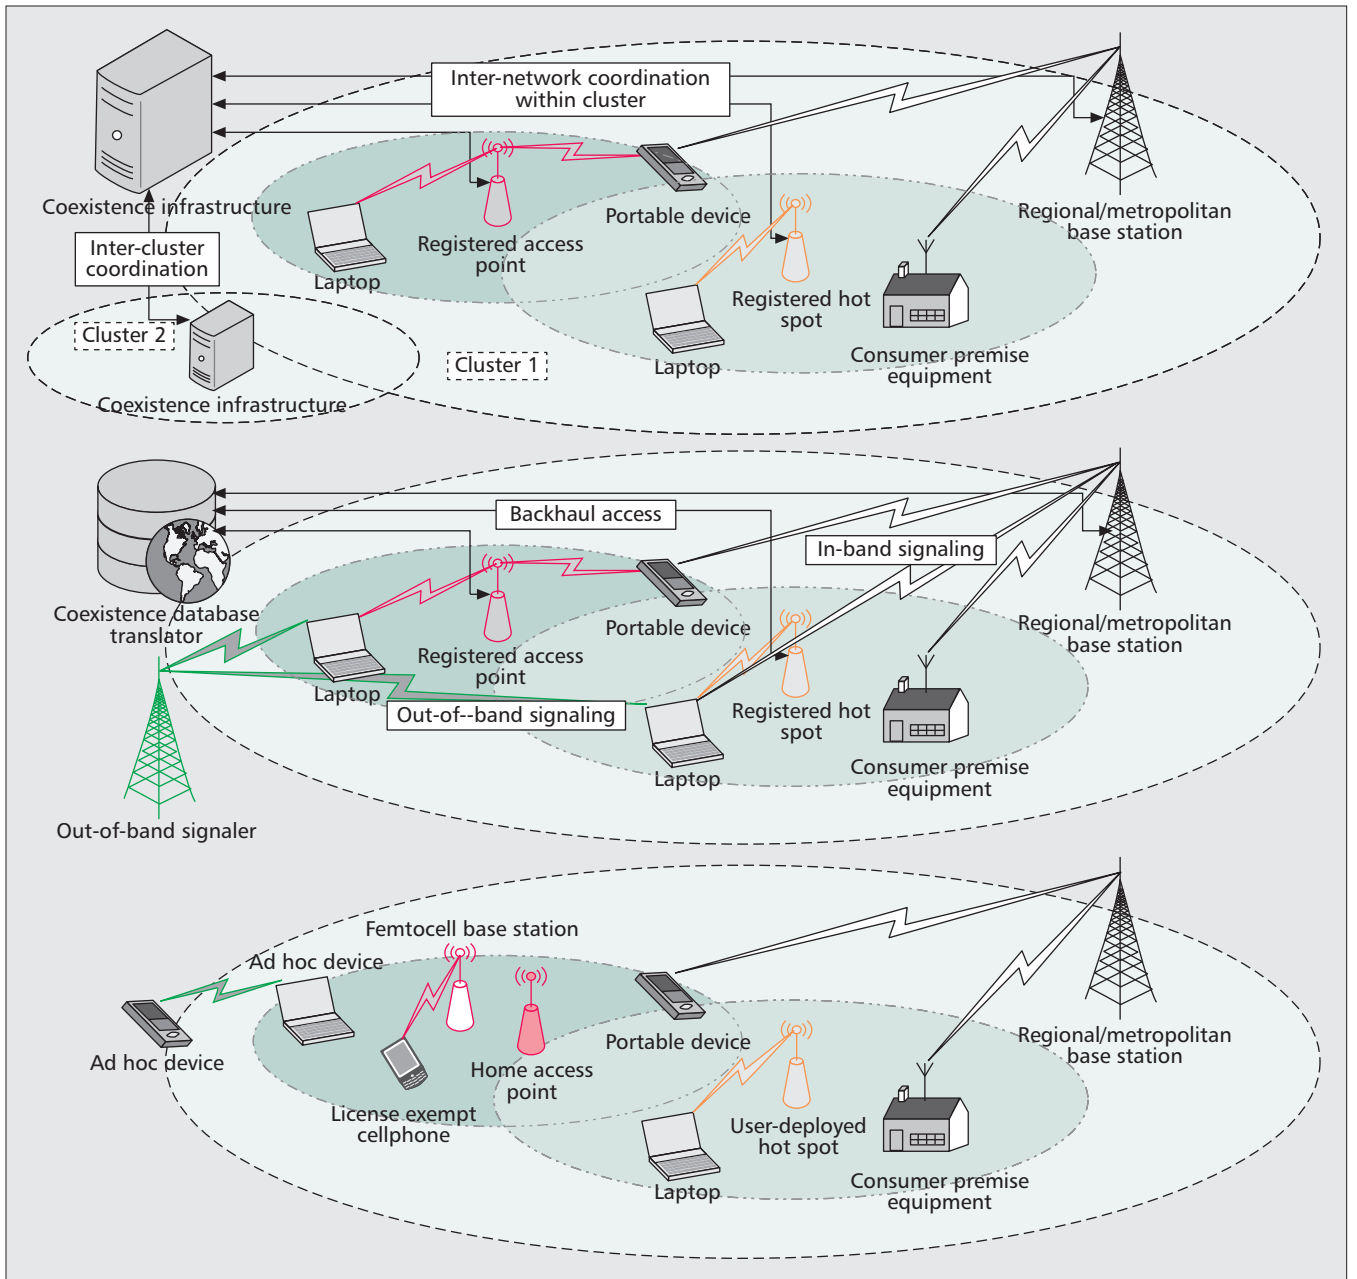 Inter-network coordination
within cluster
Coexistence infrastructure
Inter-cluster
coordination
Cluster 2
Coexistence infrastructure
Cluster 1
Laptop
Registered access
point
Portable device
Laptop
Registered hot
spot
Consumer premise
equipment
Regional/metropolitan
base station
Backhaul access
In-band signaling
Coexistence database
translator
Laptop
Registered access
point
Portable device
Out-of--band signaling
Laptop
Registered hot
spot
Consumer premise
equipment
Regional/metropolitan
base station
Out-of-band signaler
Femtocell base station
Ad hoc device
Ad hoc device
License exempt
cellphone
Home access
point
Portable device
Laptop
User-deployed
hot spot
Consumer premise
equipment
Regional/metropolitan
base station